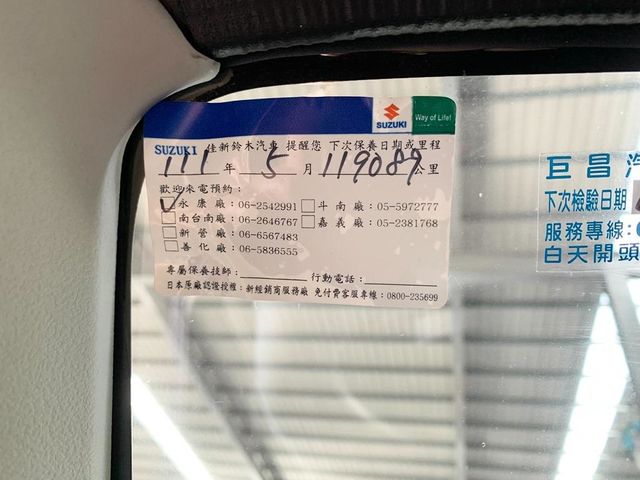 SUZUKI
Way of Life!
SUZUKI 佳新鈴木汽車 提醒您 下次保養日期或里程
111 年 5 月 119089 公里
歡迎來電預約：
永康廠：06-2542991 斗南廠：05-5972777
南台南廠：06-2646767 嘉義廠：05-2381768
新營廠：06-6567483
善化廠：06-5836555
專屬保養技師： 行動電話：
日本原廠認證授權：新經銷商服務廠 免付費客服專線：0800-235699
巨昌
下次檢驗日期
服務專線:
白天開頭